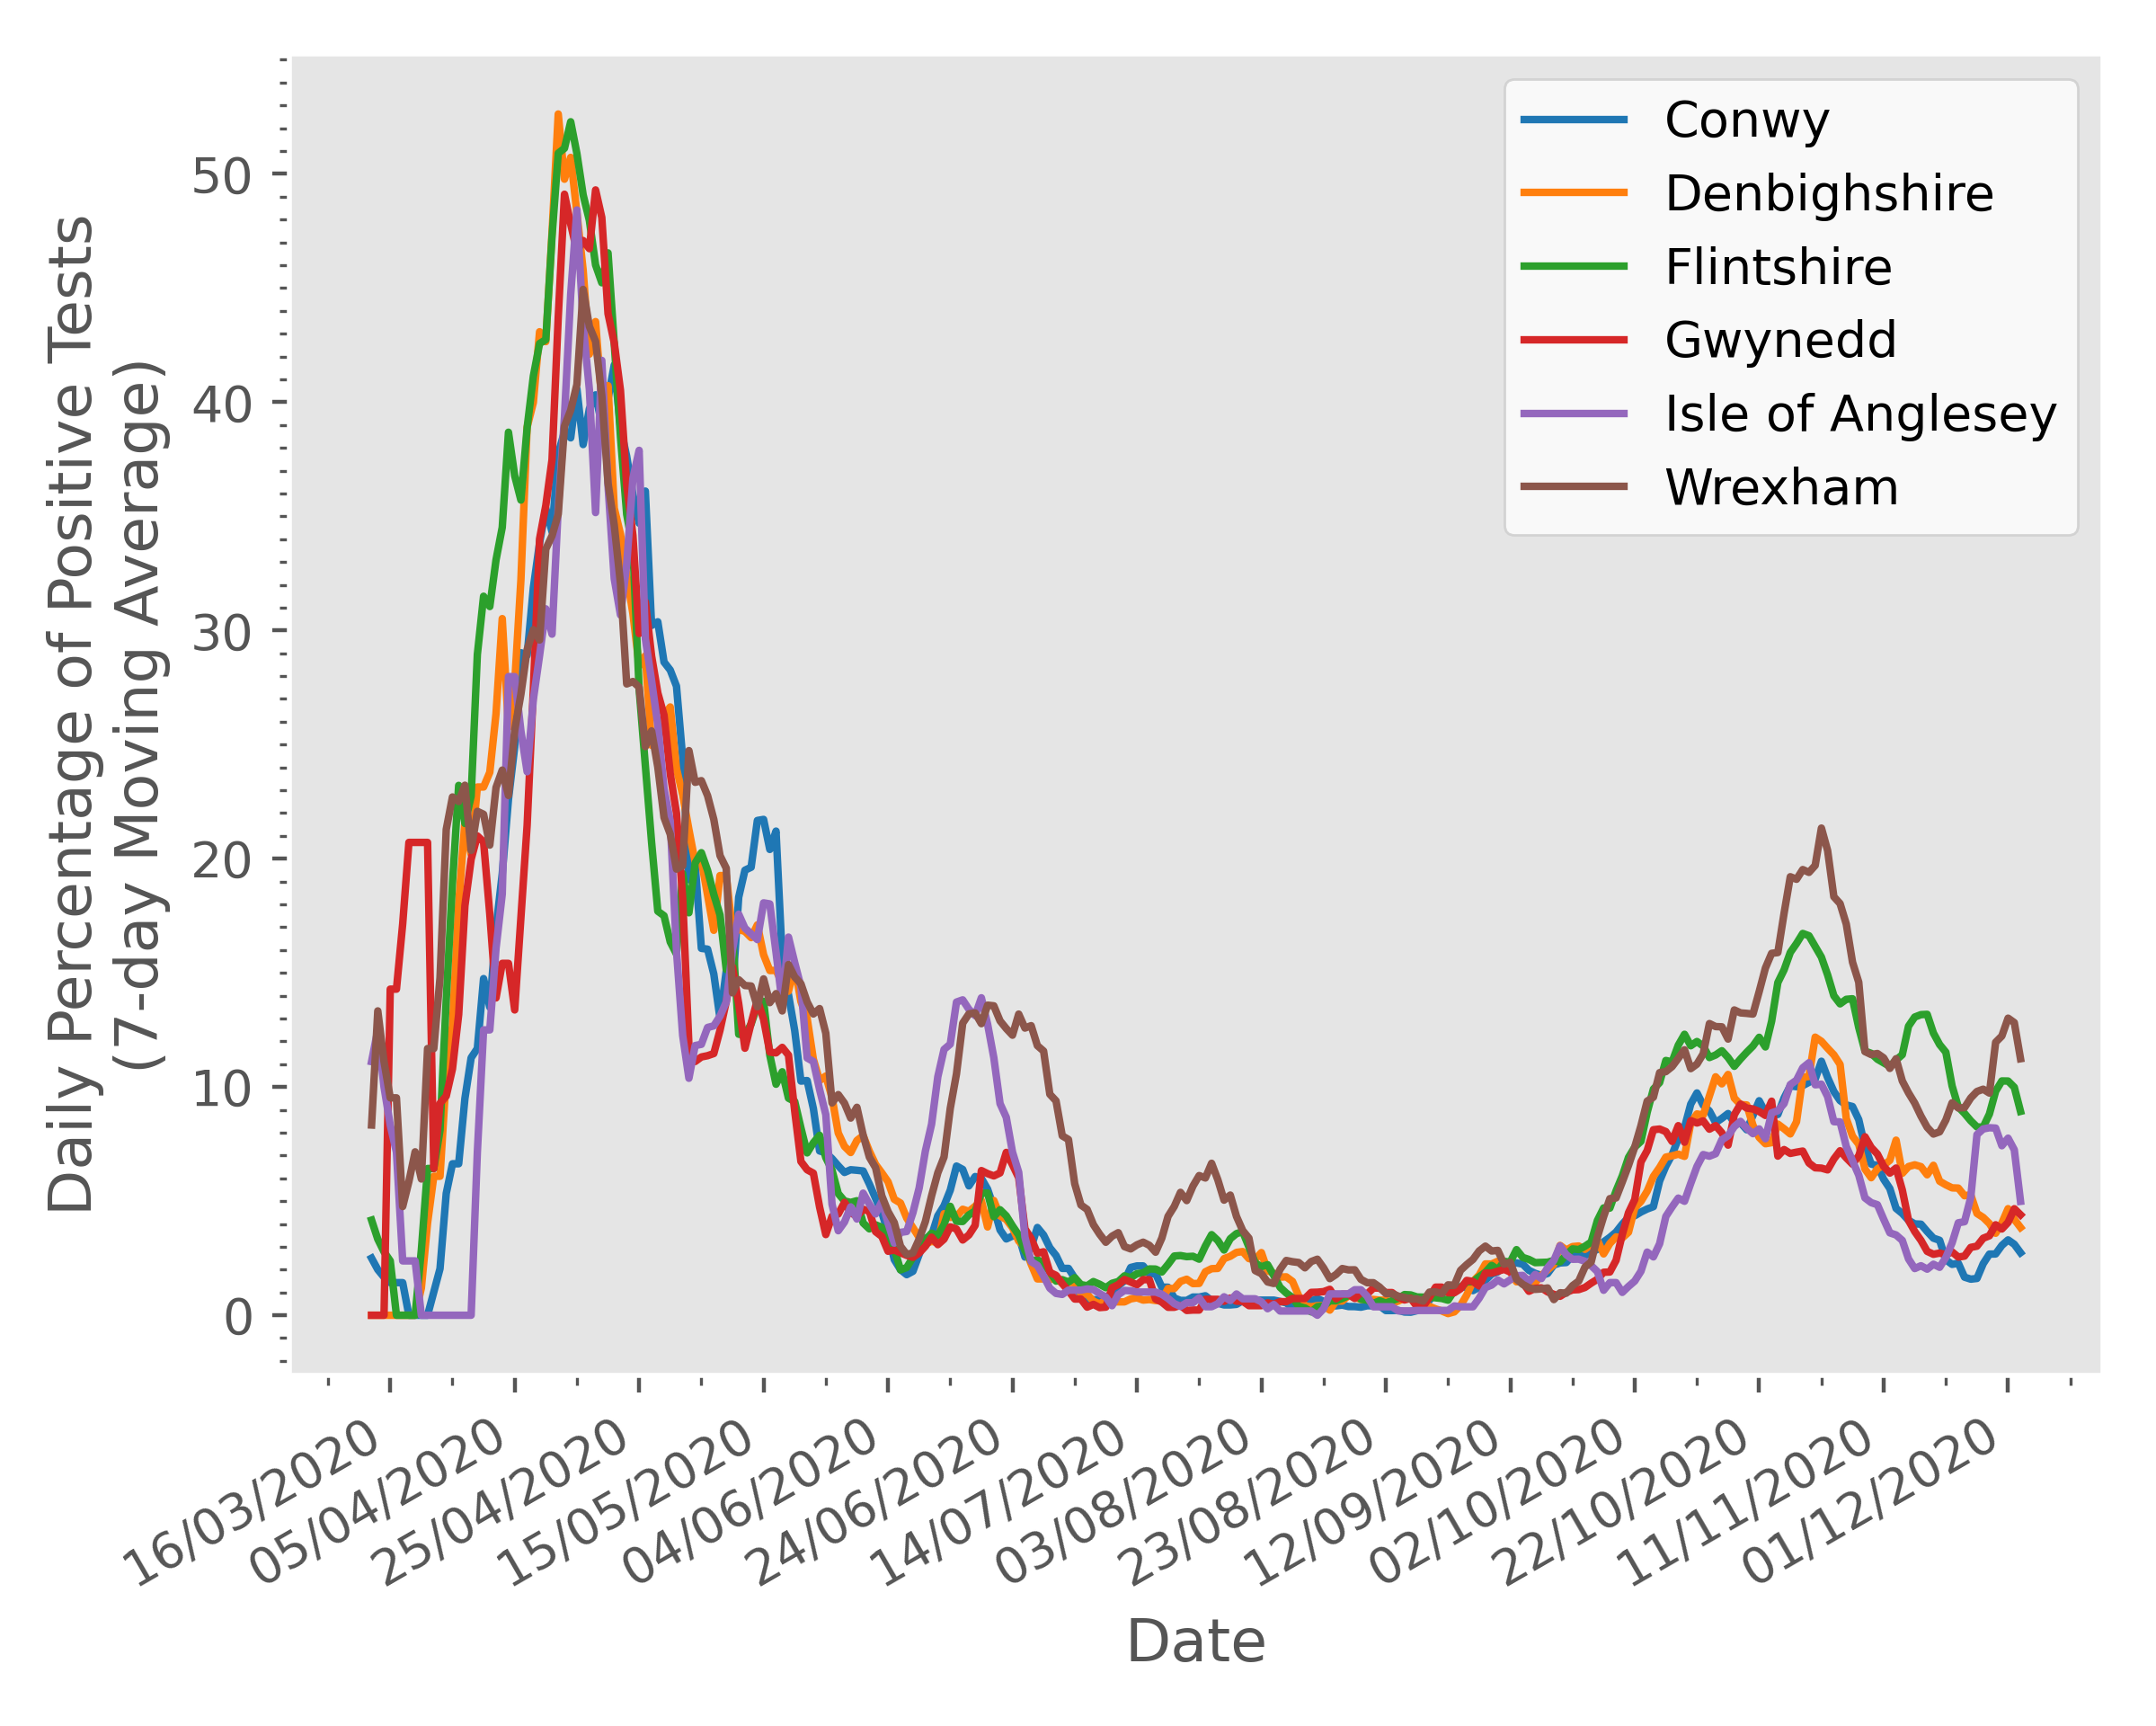 Daily Percentage of Positive Tests
(7-day Moving Average)
50
40
30
20
10
0
Conwy
Denbighshire
Flintshire
Gwynedd
Isle of Anglesey
Wrexham
16/03/2020
05/04/2020
25/04/2020
15/05/2020
04/06/2020
24/06/2020
14/07/2020
03/08/2020
23/08/2020
12/09/2020
02/10/2020
22/10/2020
11/11/2020
01/12/2020
Date